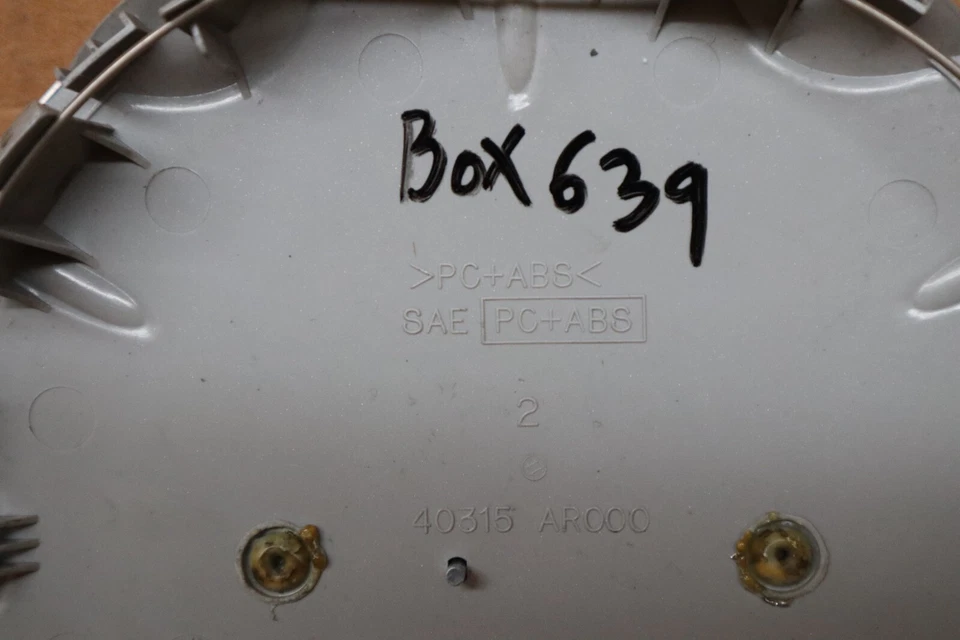 Box 639
>PC+ABS<
SAE PC+ABS
2
40315 AR000